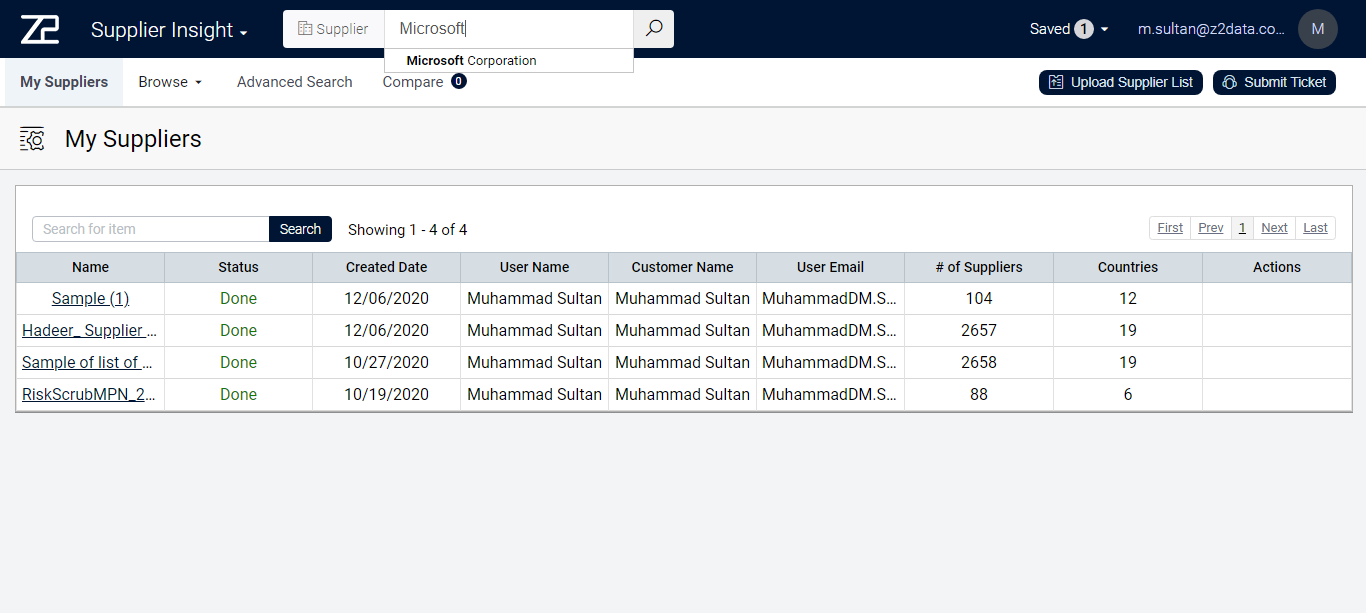 Z2 Supplier Insight Supplier Microsoft Saved 1 m.sultan@z2data.co... M
Microsoft Corporation
My Suppliers Browse Advanced Search Compare 0 Upload Supplier List Submit Ticket
My Suppliers
Search for item Search Showing 1 - 4 of 4 First Prev 1 Next Last
Name Status Created Date User Name Customer Name User Email # of Suppliers Countries Actions
Sample (1) Done 12/06/2020 Muhammad Sultan Muhammad Sultan MuhammadDM.S... 104 12
Hadeer_ Supplier ... Done 12/06/2020 Muhammad Sultan Muhammad Sultan MuhammadDM.S... 2657 19
Sample of list of ... Done 10/27/2020 Muhammad Sultan Muhammad Sultan MuhammadDM.S... 2658 19
RiskScrubMPN_2... Done 10/19/2020 Muhammad Sultan Muhammad Sultan MuhammadDM.S... 88 6